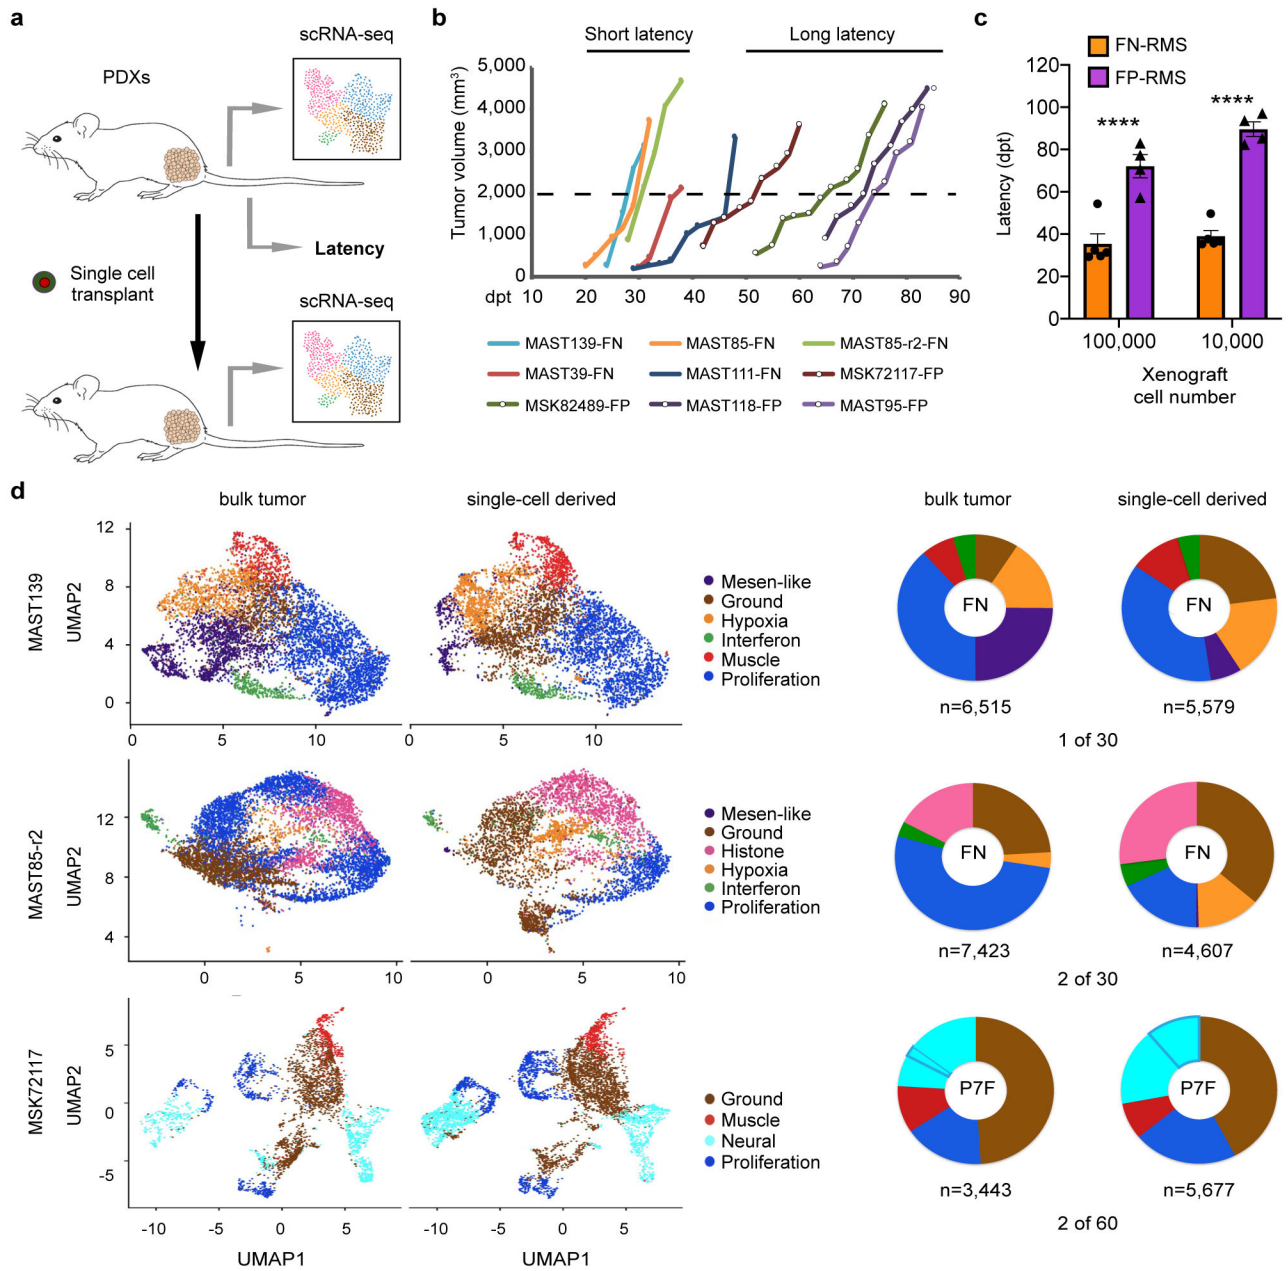 a
scRNA-seq
PDXs
Latency
Single cell
transplant
scRNA-seq
b
Short latency
Long latency
Tumor volume (mm³)
5,000
4,000
3,000
2,000
1,000
0
dpt
10 20 30 40 50 60 70 80 90
MAST139-FN
MAST85-FN
MAST85-r2-FN
MAST39-FN
MAST111-FN
MSK72117-FP
MSK82489-FP
MAST118-FP
MAST95-FP
c
FN-RMS
FP-RMS
Latency (dpt)
120
100
80
60
40
20
0
****
****
100,000
10,000
Xenograft
cell number
d
bulk tumor
single-cell derived
bulk tumor
single-cell derived
MAST139
UMAP2
12
8
4
0
0 5 10
0 5 10
Mesen-like
Ground
Hypoxia
Interferon
Muscle
Proliferation
FN
FN
n=6,515
n=5,579
1 of 30
MAST85-r2
UMAP2
12
8
4
0 5 10
0 5 10
Mesen-like
Ground
Histone
Hypoxia
Interferon
Proliferation
FN
FN
n=7,423
n=4,607
2 of 30
MSK72117
UMAP2
5
0
-5
-10 -5 0 5
-10 -5 0 5
UMAP1
UMAP1
Ground
Muscle
Neural
Proliferation
P7F
P7F
n=3,443
n=5,677
2 of 60